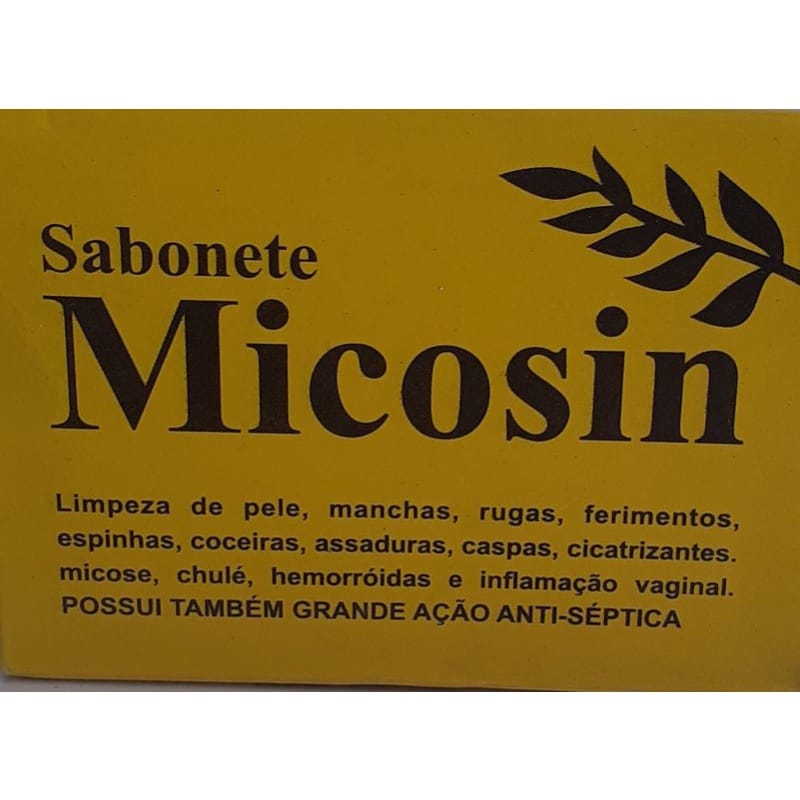 Sabonete
Micosin
Limpeza de pele, manchas, rugas, ferimentos,
espinhas, coceiras, assaduras, caspas, cicatrizantes.
micose, chulé, hemorróidas e inflamação vaginal.
POSSUI TAMBÉM GRANDE AÇÃO ANTI-SÉPTICA